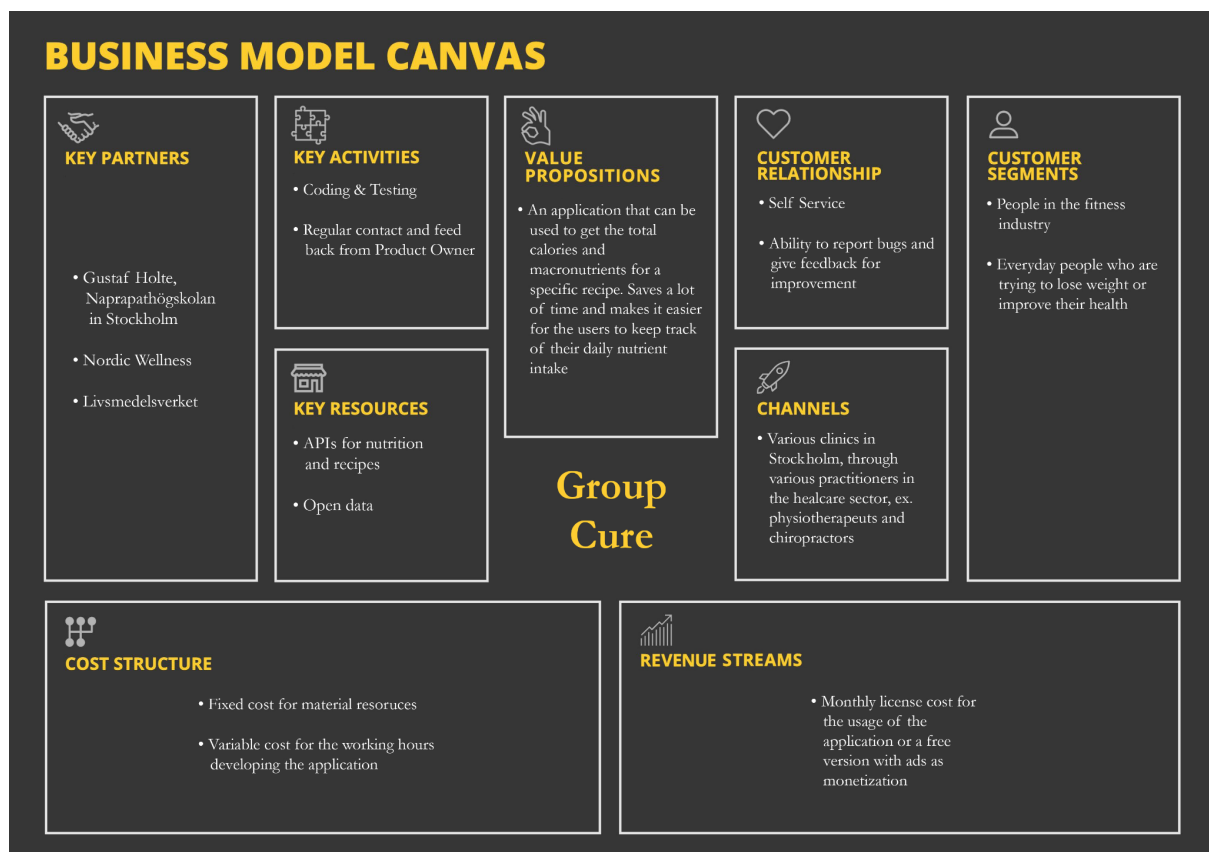 BUSINESS MODEL CANVAS
KEY PARTNERS
• Gustaf Holte,
Naprapathögskolan
in Stockholm
• Nordic Wellness
• Livsmedelsverket
KEY ACTIVITIES
• Coding & Testing
• Regular contact and feed
back from Product Owner
KEY RESOURCES
• APIs for nutrition
and recipes
• Open data
VALUE
PROPOSITIONS
• An application that can be
used to get the total
calories and
macronutrients for a
specific recipe. Saves a lot
of time and makes it easier
for the users to keep track
of their daily nutrient
intake
Group
Cure
CUSTOMER
RELATIONSHIP
• Self Service
• Ability to report bugs and
give feedback for
improvement
CHANNELS
• Various clinics in
Stockholm, through
various practitioners in
the healcare sector, ex.
physiotherapeuts and
chiropractors
CUSTOMER
SEGMENTS
• People in the fitness
industry
• Everyday people who are
trying to lose weight or
improve their health
COST STRUCTURE
• Fixed cost for material resoruces
• Variable cost for the working hours
developing the application
REVENUE STREAMS
• Monthly license cost for
the usage of the
application or a free
version with ads as
monetization